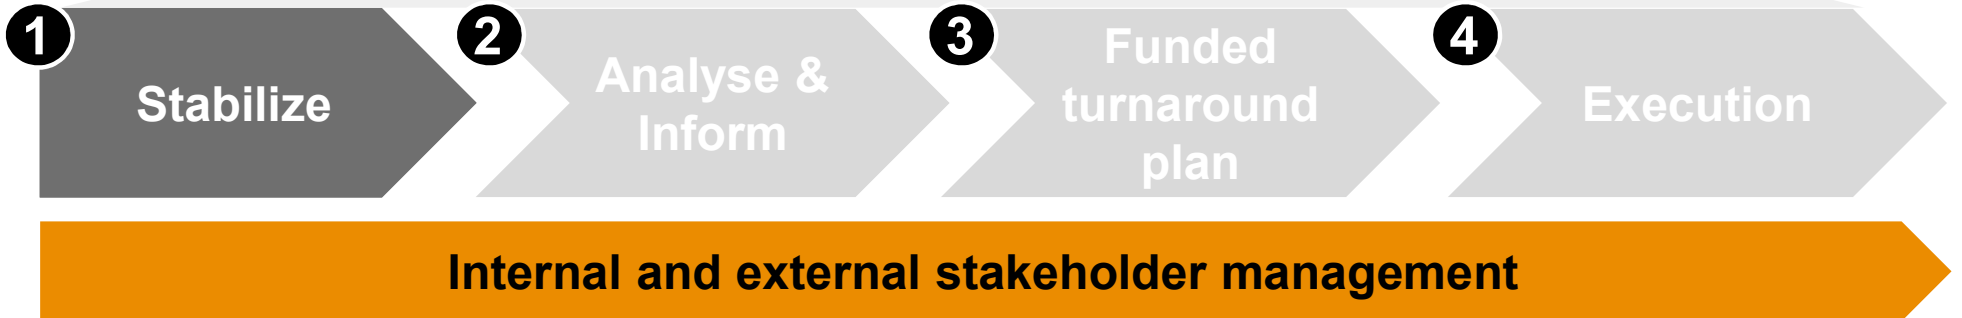 1
Stabilize
2
Analyse &
Inform
3
Funded
turnaround
plan
4
Execution
Internal and external stakeholder management